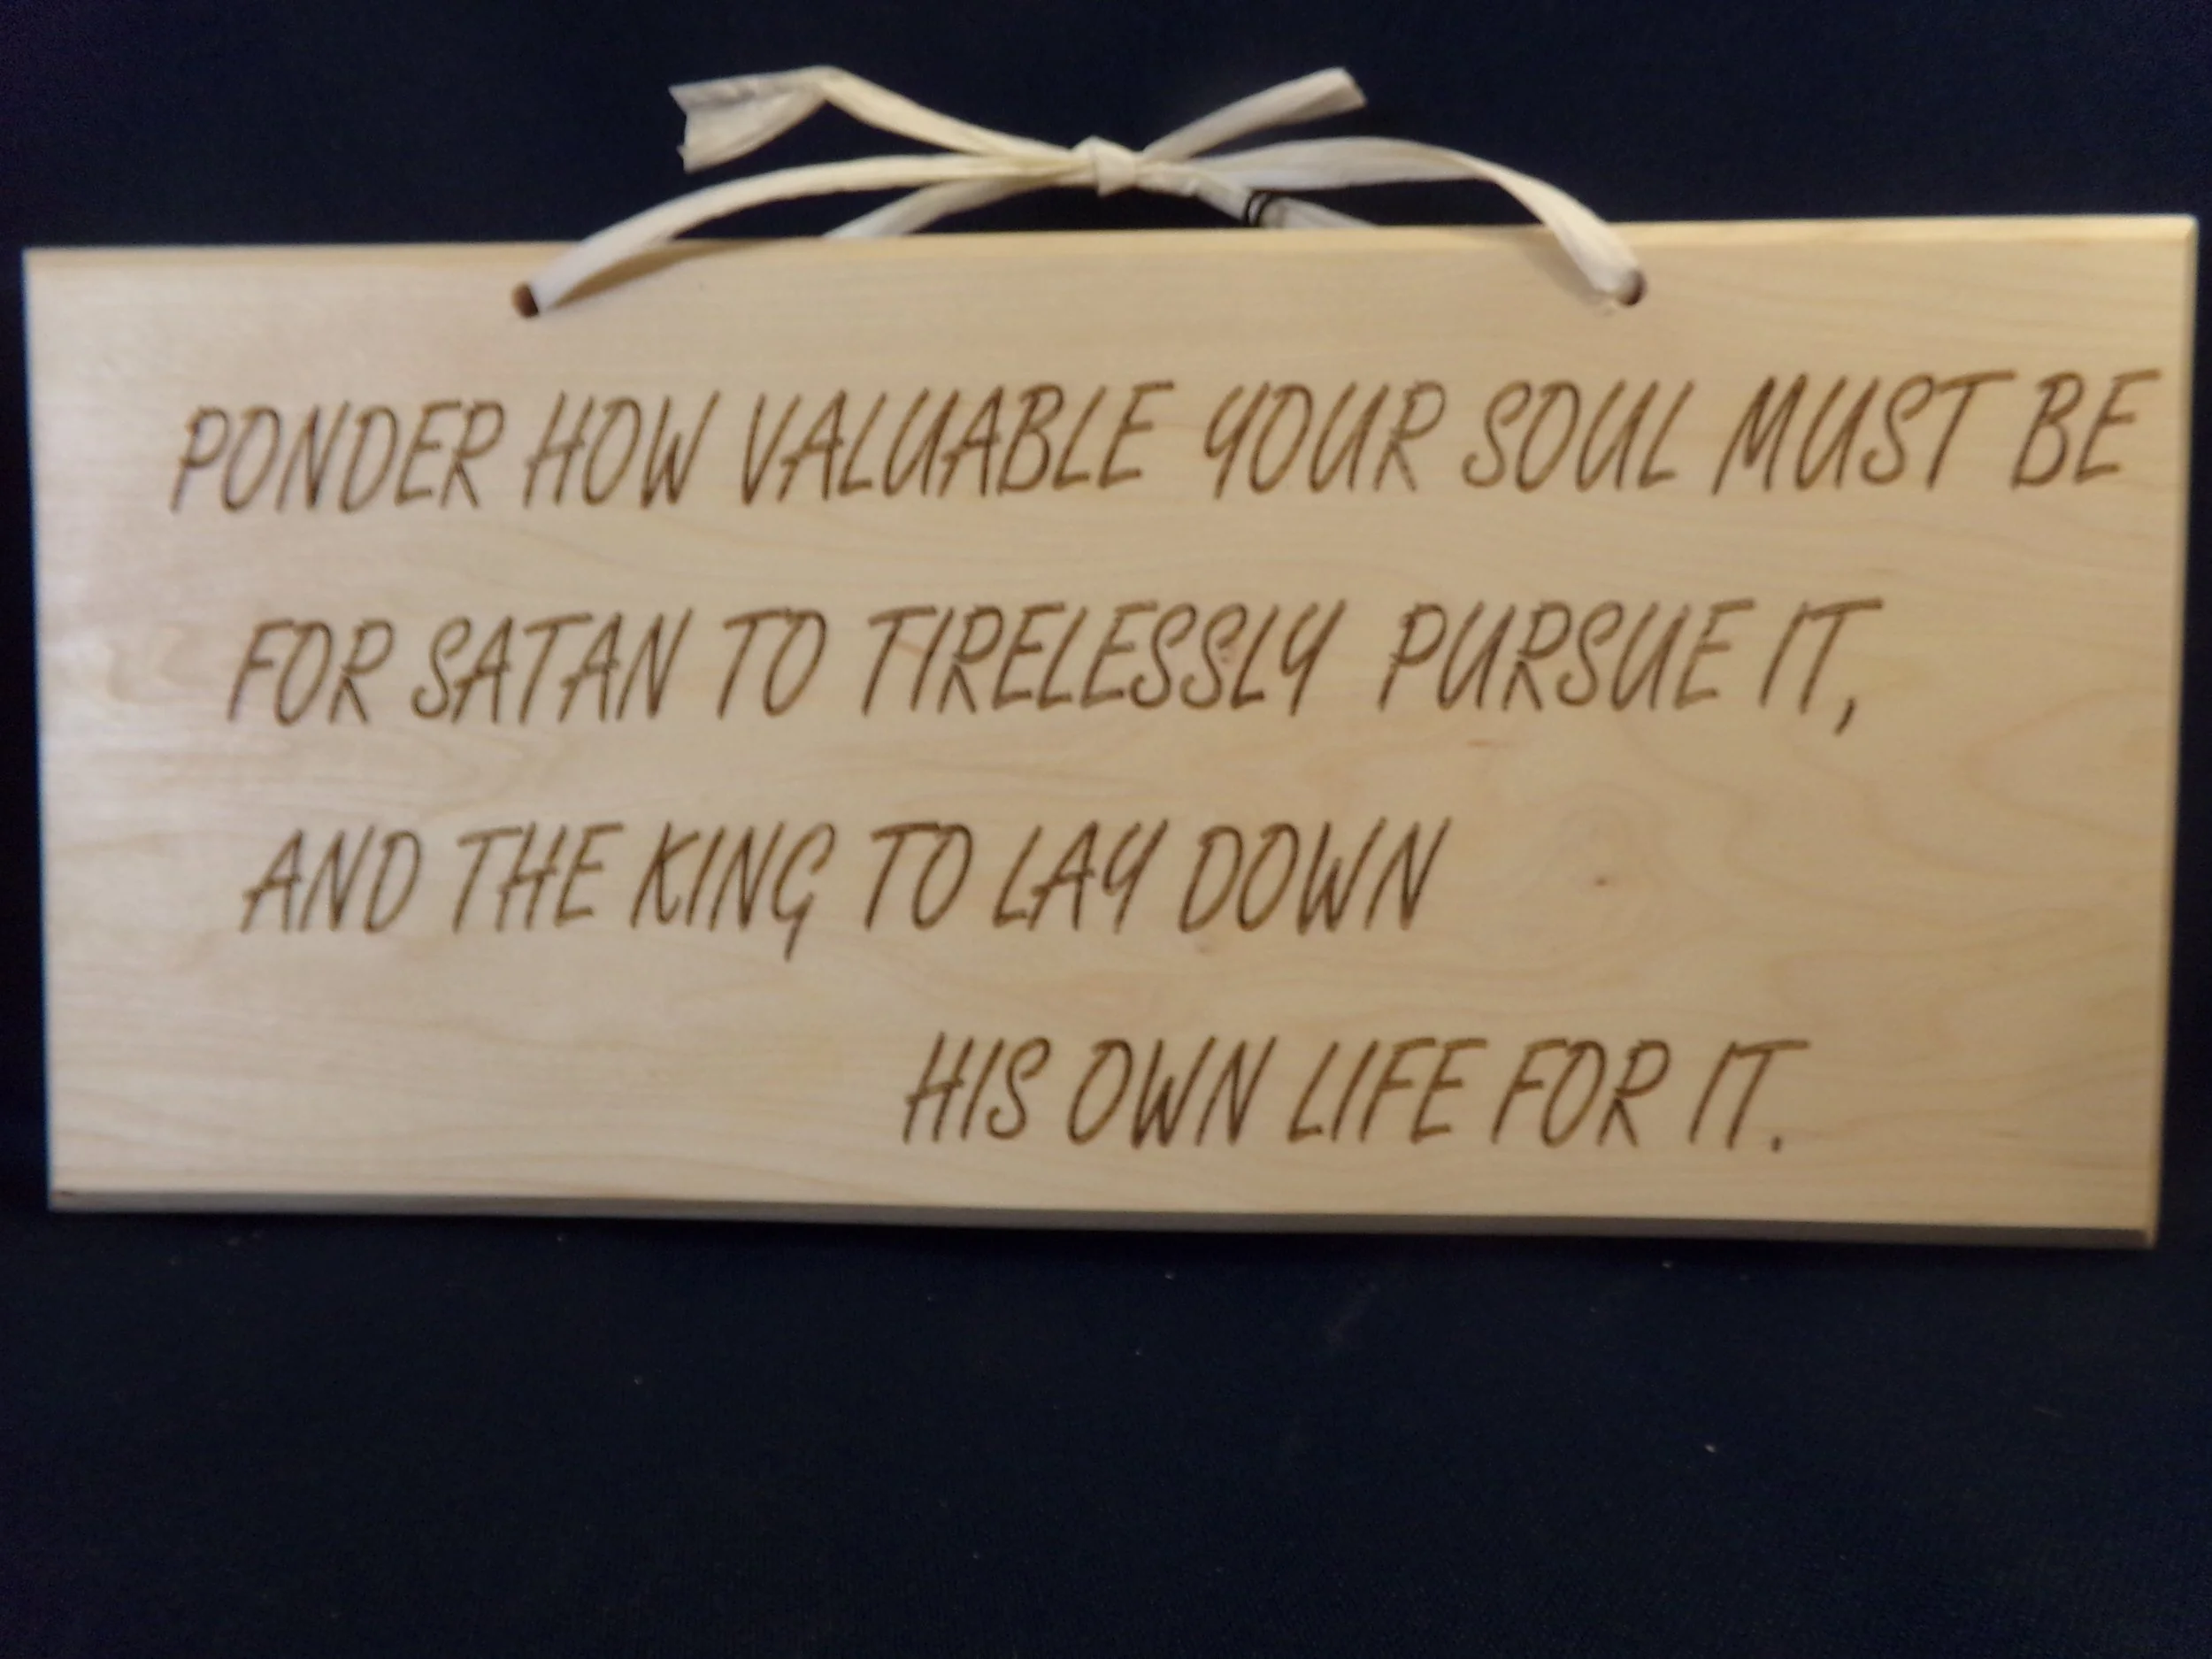 PONDER HOW VALUABLE YOUR SOUL MUST BE
FOR SATAN TO TIRELESSLY PURSUE IT,
AND THE KING TO LAY DOWN
HIS OWN LIFE FOR IT.